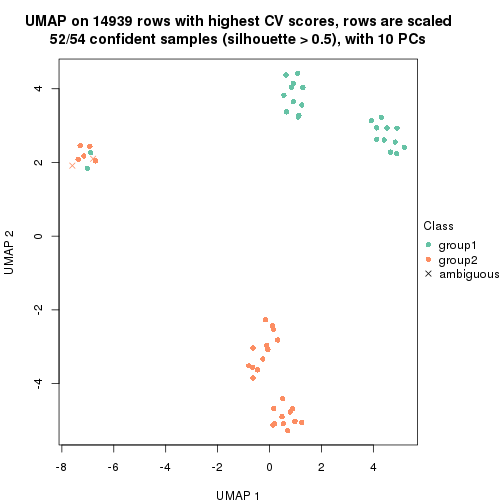 UMAP on 14939 rows with highest CV scores, rows are scaled
52/54 confident samples (silhouette > 0.5), with 10 PCs
4
2
0
-2
-4
UMAP 2
-8
-6
-4
-2
0
2
4
UMAP 1
Class
group1
group2
ambiguous